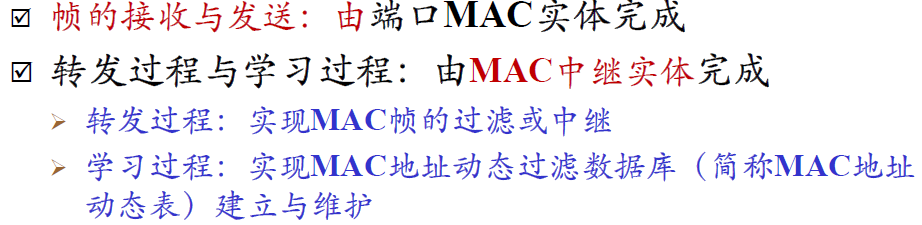 帧的接收与发送：由端口MAC实体完成
转发过程与学习过程：由MAC中继实体完成
转发过程：实现MAC帧的过滤或中继
学习过程：实现MAC地址动态过滤数据库（简称MAC地址
动态表）建立与维护